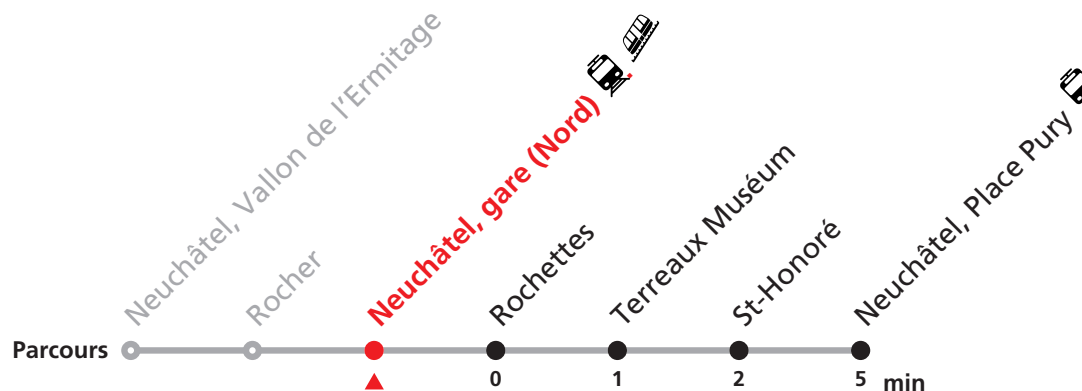 Neuchâtel, Vallon de l'Ermitage
Rocher
Neuchâtel, gare (Nord)
Rochettes
Terreaux Muséum
St-Honoré
Neuchâtel, Place Pury
Parcours
0 1 2 5 min